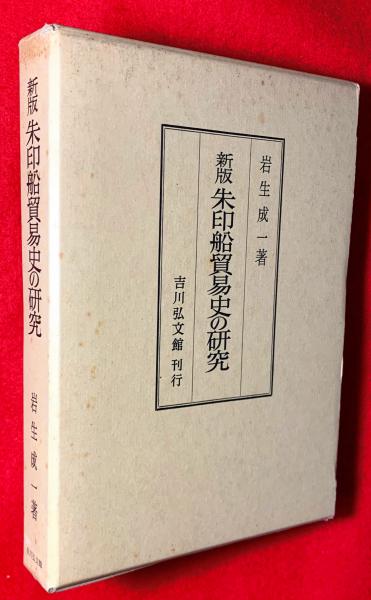 岩生成一著
新版 朱印船貿易史の研究
吉川弘文館 刊行
新版 朱印船貿易史の研究
岩生成一著